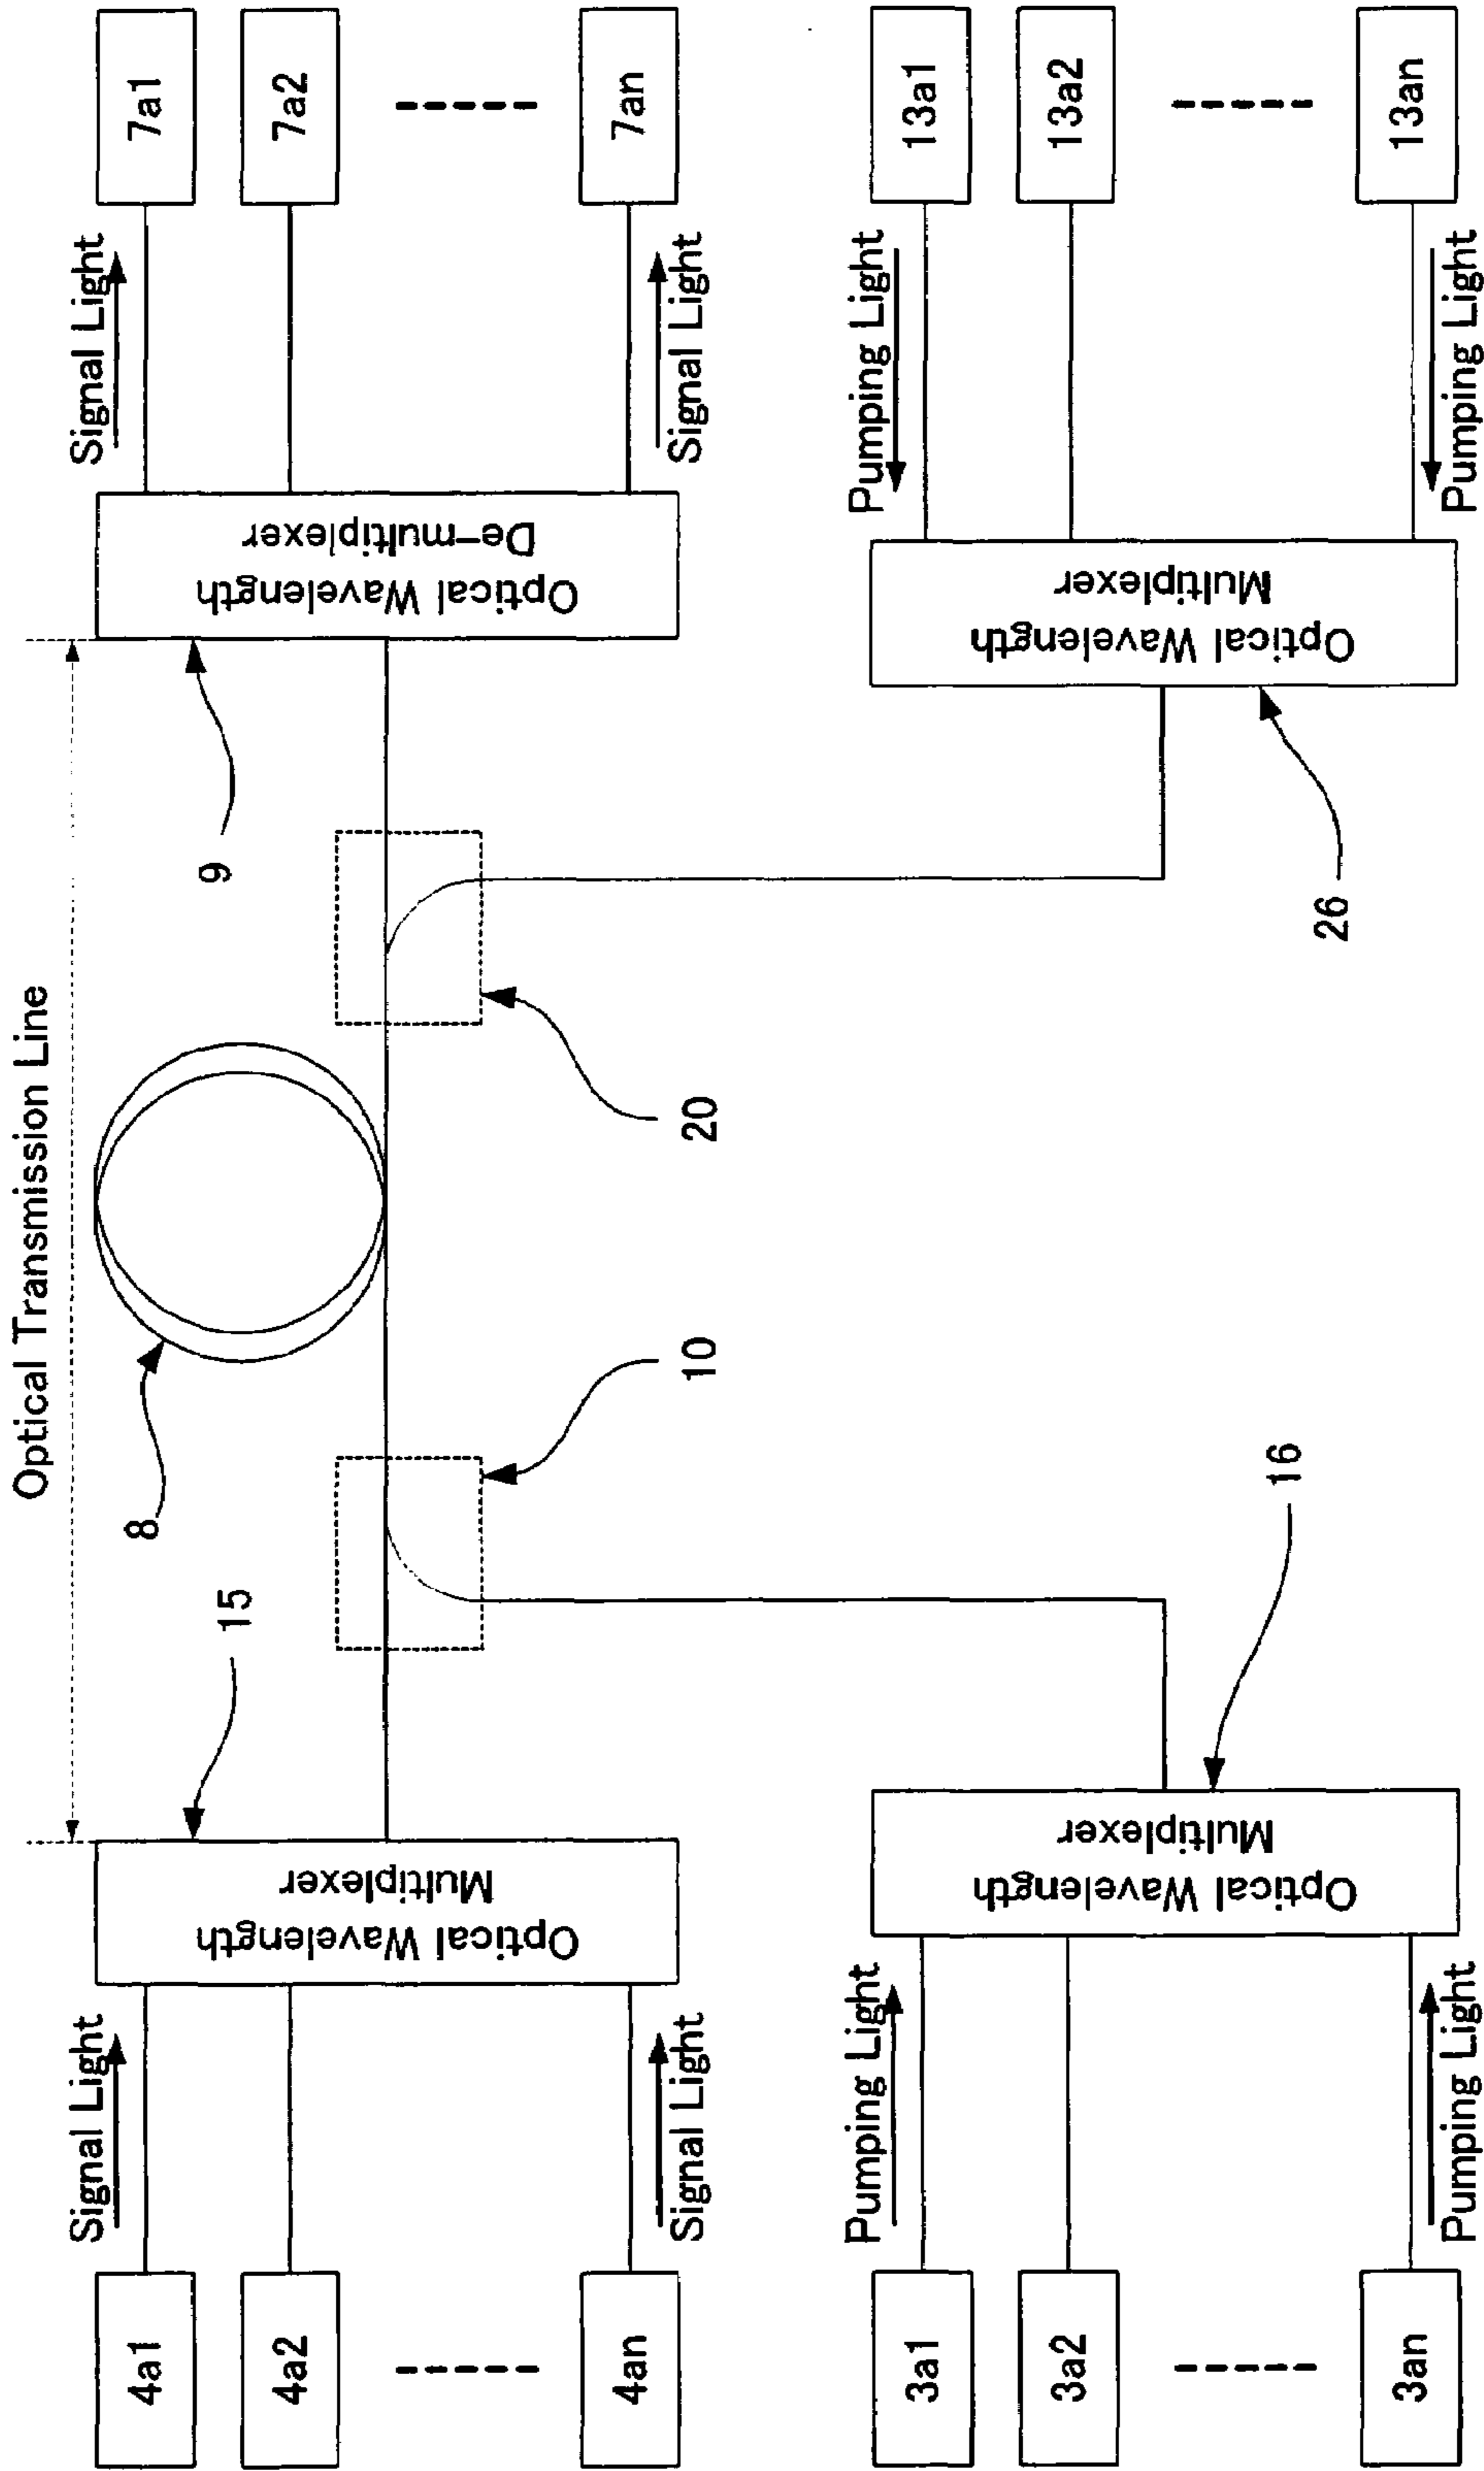 Optical Transmission Line
4a1
4a2
4an
Signal Light
Signal Light
Optical Wavelength
Multiplexer
15
8
10
20
9
Optical Wavelength
De-multiplexer
Signal Light
Signal Light
7a1
7a2
7an
3a1
3a2
3an
Pumping Light
Pumping Light
Optical Wavelength
Multiplexer
16
26
Optical Wavelength
Multiplexer
Pumping Light
Pumping Light
13a1
13a2
13an